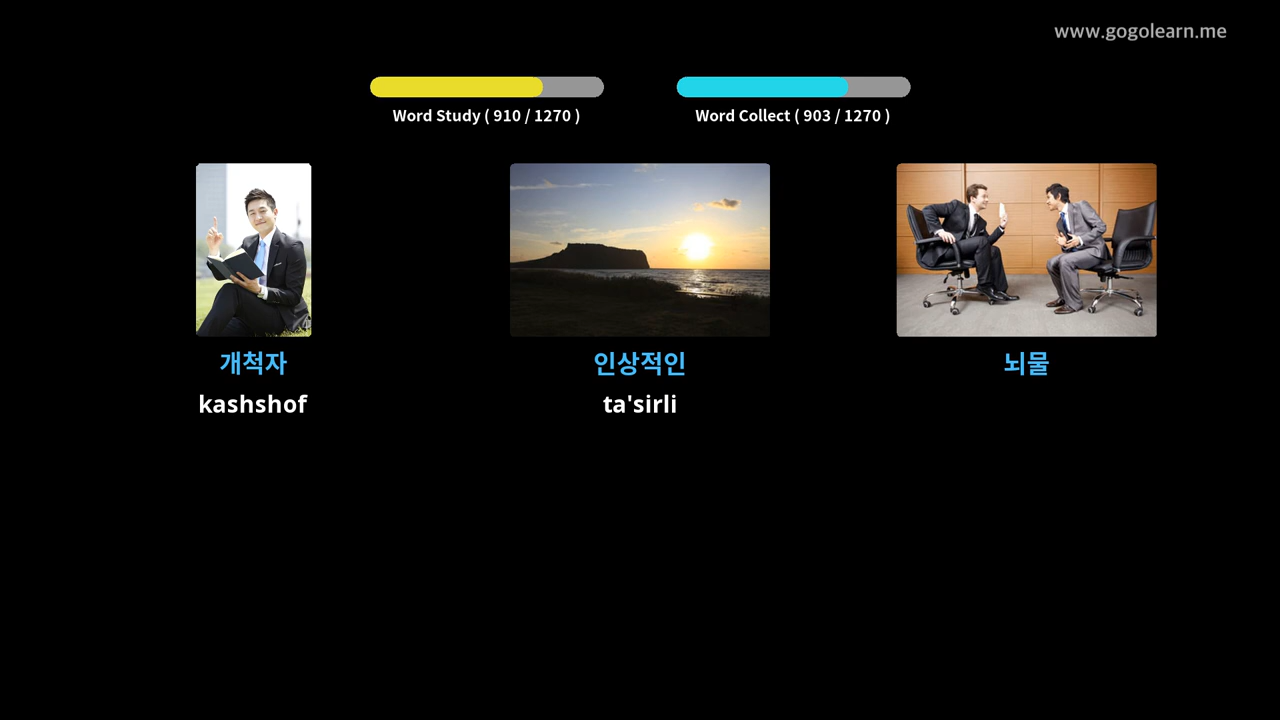 www.gogolearn.me
Word Study ( 910 / 1270 )
Word Collect ( 903 / 1270 )
개척자
인상적인
뇌물
kashshof
ta'sirli